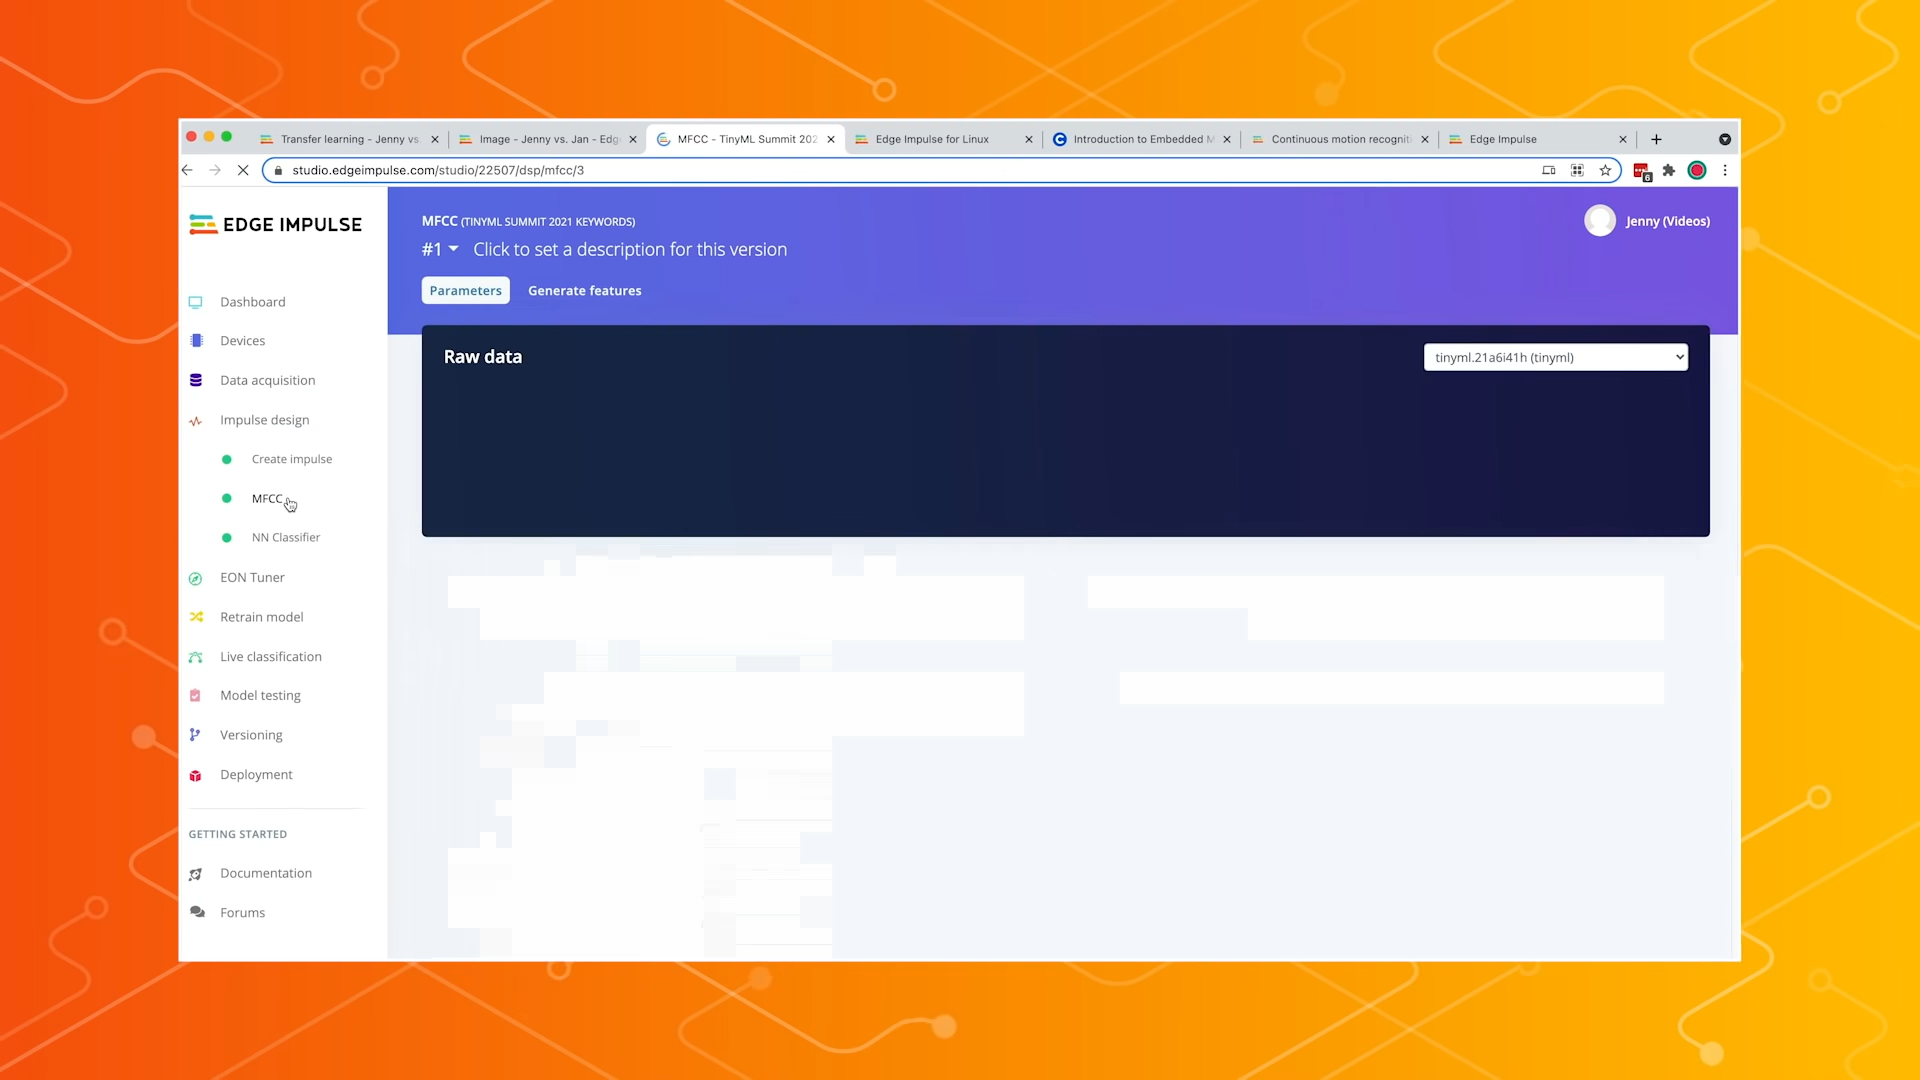 Transfer learning - Jenny vs.
Image - Jenny vs. Jan - Edg
MFCC - TinyML Summit 202
Edge Impulse for Linux
Introduction to Embedded M
Continuous motion recogniti
Edge Impulse
studio.edgeimpulse.com/studio/22507/dsp/mfcc/3
6
EDGE IMPULSE
MFCC (TINYML SUMMIT 2021 KEYWORDS)
Jenny (Videos)
#1 Click to set a description for this version
Parameters
Generate features
Raw data
tinyml.21a6i41h (tinyml)
Dashboard
Devices
Data acquisition
Impulse design
Create impulse
MFCC
NN Classifier
EON Tuner
Retrain model
Live classification
Model testing
Versioning
Deployment
GETTING STARTED
Documentation
Forums